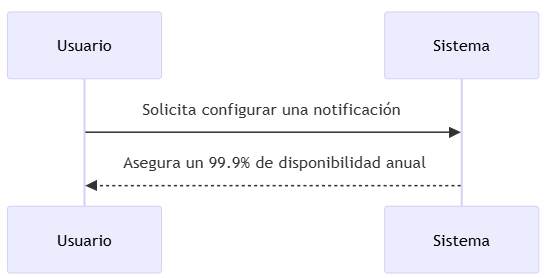 Usuario
Sistema
Solicita configurar una notificación
Asegura un 99.9% de disponibilidad anual
Usuario
Sistema